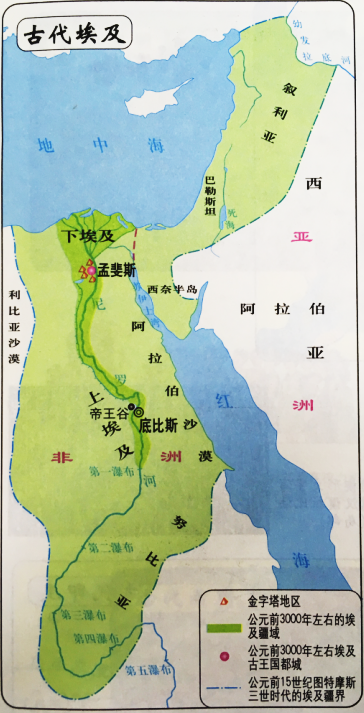 古代埃及
幼发拉底河
叙利亚
地中海
巴勒斯坦
死海
西亚
亚洲
下埃及
孟斐斯
西奈半岛
利比亚沙漠
尼罗河
阿拉伯沙漠
阿拉伯
上埃及
帝王谷
底比斯
红海
非洲
第一瀑布
第二瀑布
努比亚
第三瀑布
第四瀑布
第五瀑布
金字塔地区
公元前3000年左右的埃
及疆域
公元前3000年左右埃及
古王国都城
公元前15世纪图特摩斯
三世时代的埃及疆界